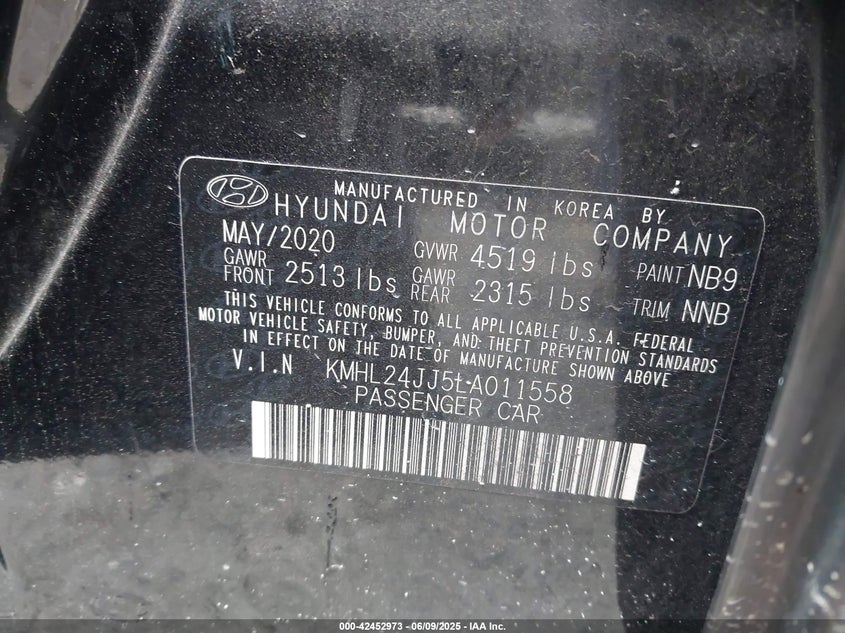 MANUFACTURED IN KOREA BY
HYUNDAI MOTOR COMPANY
MAY/2020 GVWR 4519 lbs PAINT NB9
GAWR FRONT 2513 lbs GAWR REAR 2315 lbs TRIM NNB
THIS VEHICLE CONFORMS TO ALL APPLICABLE U.S.A. FEDERAL
MOTOR VEHICLE SAFETY, BUMPER, AND THEFT PREVENTION STANDARDS
IN EFFECT ON THE DATE OF MANUFACTURE SHOWN ABOVE
V.I.N KMHL24JJ5LA011558
PASSENGER CAR
000-42452973 - 06/09/2025 - IAA Inc.